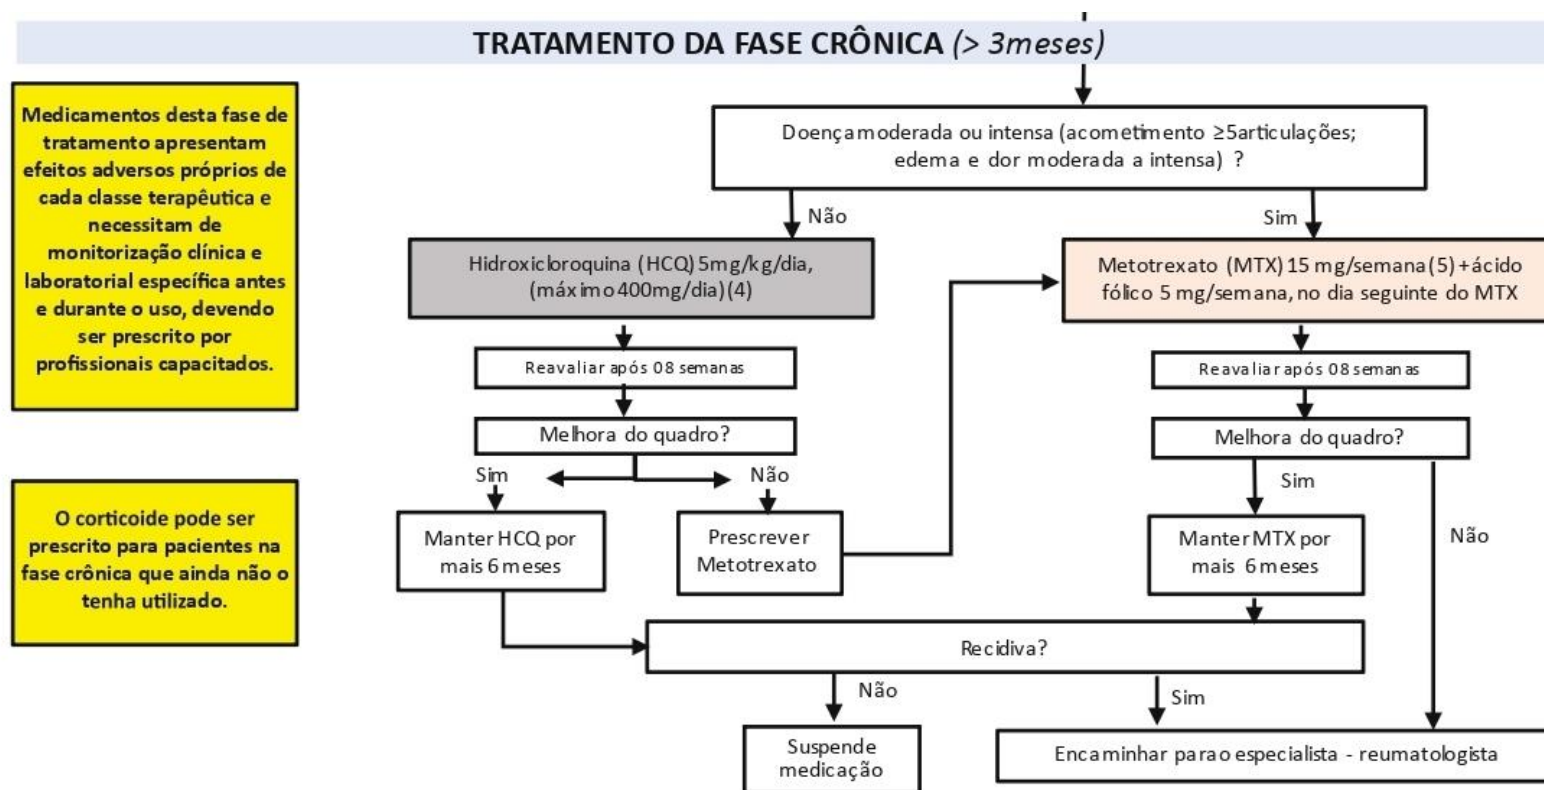 TRATAMENTO DA FASE CRÔNICA (> 3meses)
Medicamentos desta fase de
tratamento apresentam
efeitos adversos próprios de
cada classe terapêutica e
necessitam de
monitorização clínica e
laboratorial específica antes
e durante o uso, devendo
ser prescrito por
profissionais capacitados.
O corticoide pode ser
prescrito para pacientes na
fase crônica que ainda não o
tenha utilizado.
Doença moderada ou intensa (acometimento ≥5articulações;
edema e dor moderada a intensa) ?
Não
Sim
Hidroxicloroquina (HCQ) 5mg/kg/dia,
(máximo 400mg/dia) (4)
Metotrexato (MTX) 15 mg/semana (5) +ácido
fólico 5 mg/semana, no dia seguinte do MTX
Reavaliar após 08 semanas
Reavaliar após 08 semanas
Melhora do quadro?
Melhora do quadro?
Sim
Não
Sim
Não
Manter HCQ por
mais 6 meses
Prescrever
Metotrexato
Manter MTX por
mais 6 meses
Recidiva?
Não
Sim
Suspende
medicação
Encaminhar para o especialista - reumatologista